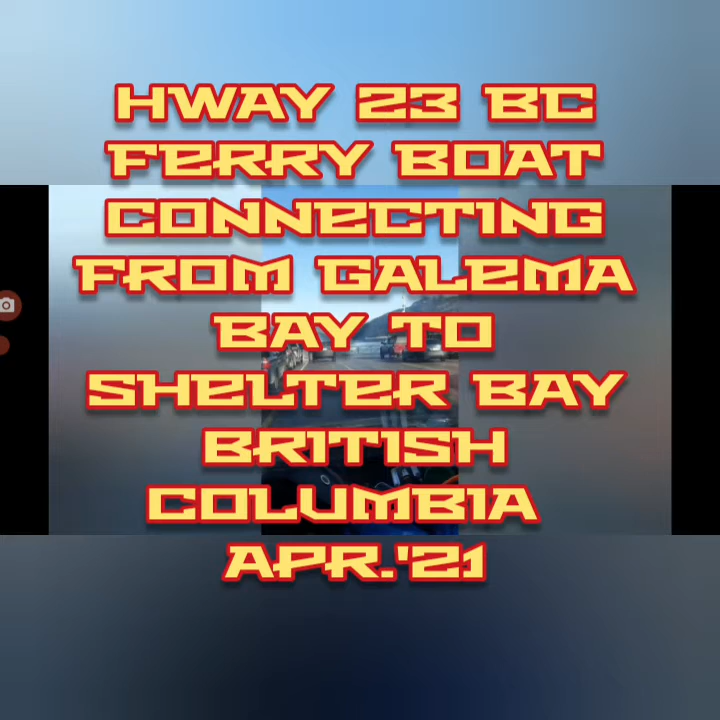 HWAY 23 BC
FERRY BOAT
CONNECTING
FROM GALEMA
BAY TO
SHELTER BAY
BRITISH
COLUMBIA
APR.'21